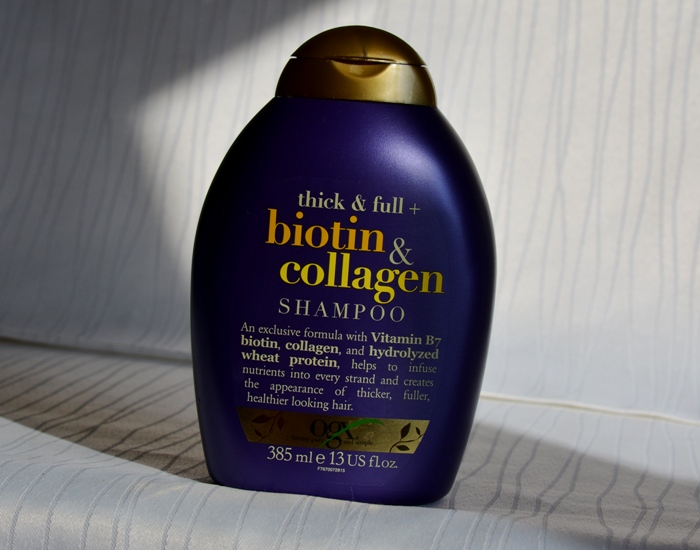 thick & full +
biotin &
collagen
SHAMPOO
An exclusive formula with Vitamin B7
biotin, collagen, and hydrolyzed
wheat protein, helps to infuse
nutrients into every strand and creates
the appearance of thicker, fuller,
healthier looking hair.
ogx
385 ml e 13 US fl.oz.